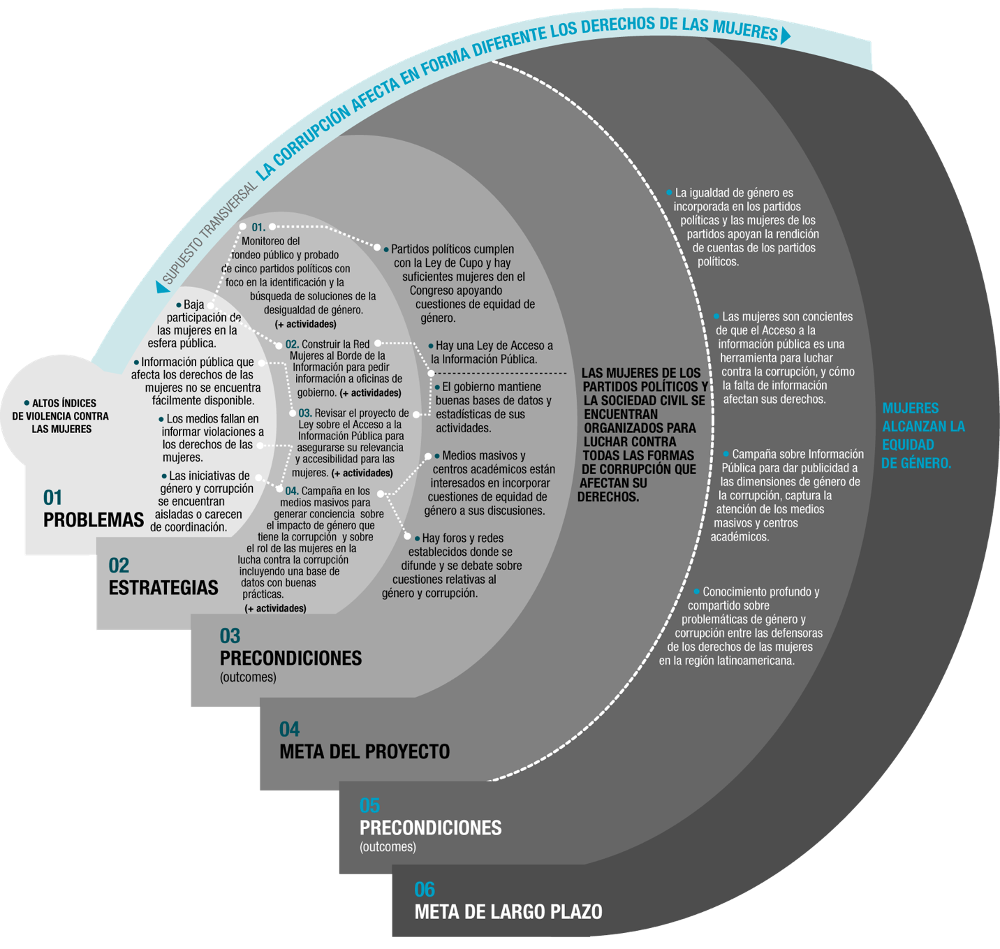 SUPUESTO TRANSVERSAL LA CORRUPCIÓN AFECTA EN FORMA DIFERENTE LOS DERECHOS DE LAS MUJERES
• ALTOS ÍNDICES
DE VIOLENCIA CONTRA
LAS MUJERES
01
PROBLEMAS
• Baja
participación de
las mujeres en la
esfera pública.
• Información pública que
afecta los derechos de las
mujeres no se encuentra
fácilmente disponible.
• Los medios fallan en
informar violaciones a
los derechos de las
mujeres.
• Las iniciativas de
género y corrupción
se encuentran
aisladas o carecen
de coordinación.
02
ESTRATEGIAS
01.
Monitoreo del
fondeo público y probado
de cinco partidos políticos con
foco en la identificación y la
búsqueda de soluciones de la
desigualdad de género.
(+ actividades)
02. Construir la Red
Mujeres al Borde de la
Información para pedir
información a oficinas de
gobierno. (+ actividades)
03. Revisar el proyecto de
Ley sobre el Acceso a la
Información Pública para
asegurarse su relevancia
y accesibilidad para las
mujeres. (+ actividades)
04. Campaña en los
medios masivos para
generar conciencia sobre
el impacto de género que
tiene la corrupción y sobre
el rol de las mujeres en la
lucha contra la corrupción
incluyendo una base de
datos con buenas
prácticas.
(+ actividades)
03
PRECONDICIONES
(outcomes)
• Partidos políticos cumplen
con la Ley de Cupo y hay
suficientes mujeres den el
Congreso apoyando
cuestiones de equidad de
género.
• Hay una Ley de Acceso a
la Información Pública.
• El gobierno mantiene
buenas bases de datos y
estadísticas de sus
actividades.
• Medios masivos y
centros académicos están
interesados en incorporar
cuestiones de equidad de
género a sus discusiones.
• Hay foros y redes
establecidos donde se
difunde y se debate sobre
cuestiones relativas al
género y corrupción.
04
META DEL PROYECTO
LAS MUJERES DE LOS
PARTIDOS POLÍTICOS Y
LA SOCIEDAD CIVIL SE
ENCUENTRAN
ORGANIZADOS PARA
LUCHAR CONTRA
TODAS LAS FORMAS
DE CORRUPCIÓN QUE
AFECTAN SU
DERECHOS.
05
PRECONDICIONES
(outcomes)
• La igualdad de género es
incorporada en los partidos
políticas y las mujeres de los
partidos apoyan la rendición
de cuentas de los partidos
políticos.
• Las mujeres son concientes
de que el Acceso a la
información pública es una
herramienta para luchar
contra la corrupción, y cómo
la falta de información
afectan sus derechos.
• Campaña sobre Información
Pública para dar publicidad a
las dimensiones de género de
la corrupción, captura la
atención de los medios
masivos y centros
académicos.
• Conocimiento profundo y
compartido sobre
problemáticas de género y
corrupción entre las defensoras
de los derechos de las mujeres
en la región latinoamericana.
06
META DE LARGO PLAZO
MUJERES
ALCANZAN LA
EQUIDAD
DE GÉNERO.